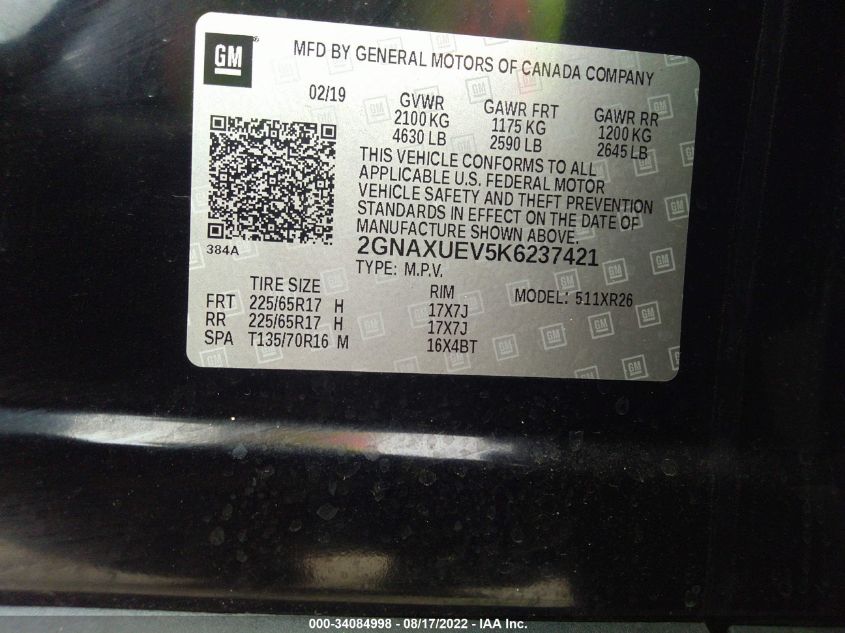 GM
MFD BY GENERAL MOTORS OF CANADA COMPANY
02/19
GVWR GAWR FRT GAWR RR
2100 KG 1175 KG 1200 KG
4630 LB 2590 LB 2645 LB
THIS VEHICLE CONFORMS TO ALL
APPLICABLE U.S. FEDERAL MOTOR
VEHICLE SAFETY AND THEFT PREVENTION
STANDARDS IN EFFECT ON THE DATE OF
MANUFACTURE SHOWN ABOVE.
384A
2GNAXUEV5K6237421
TYPE: M.P.V.
MODEL: 511XR26
TIRE SIZE RIM
FRT 225/65R17 H 17X7J
RR 225/65R17 H 17X7J
SPA T135/70R16 M 16X4BT
000-34084998 - 08/17/2022 - IAA Inc.